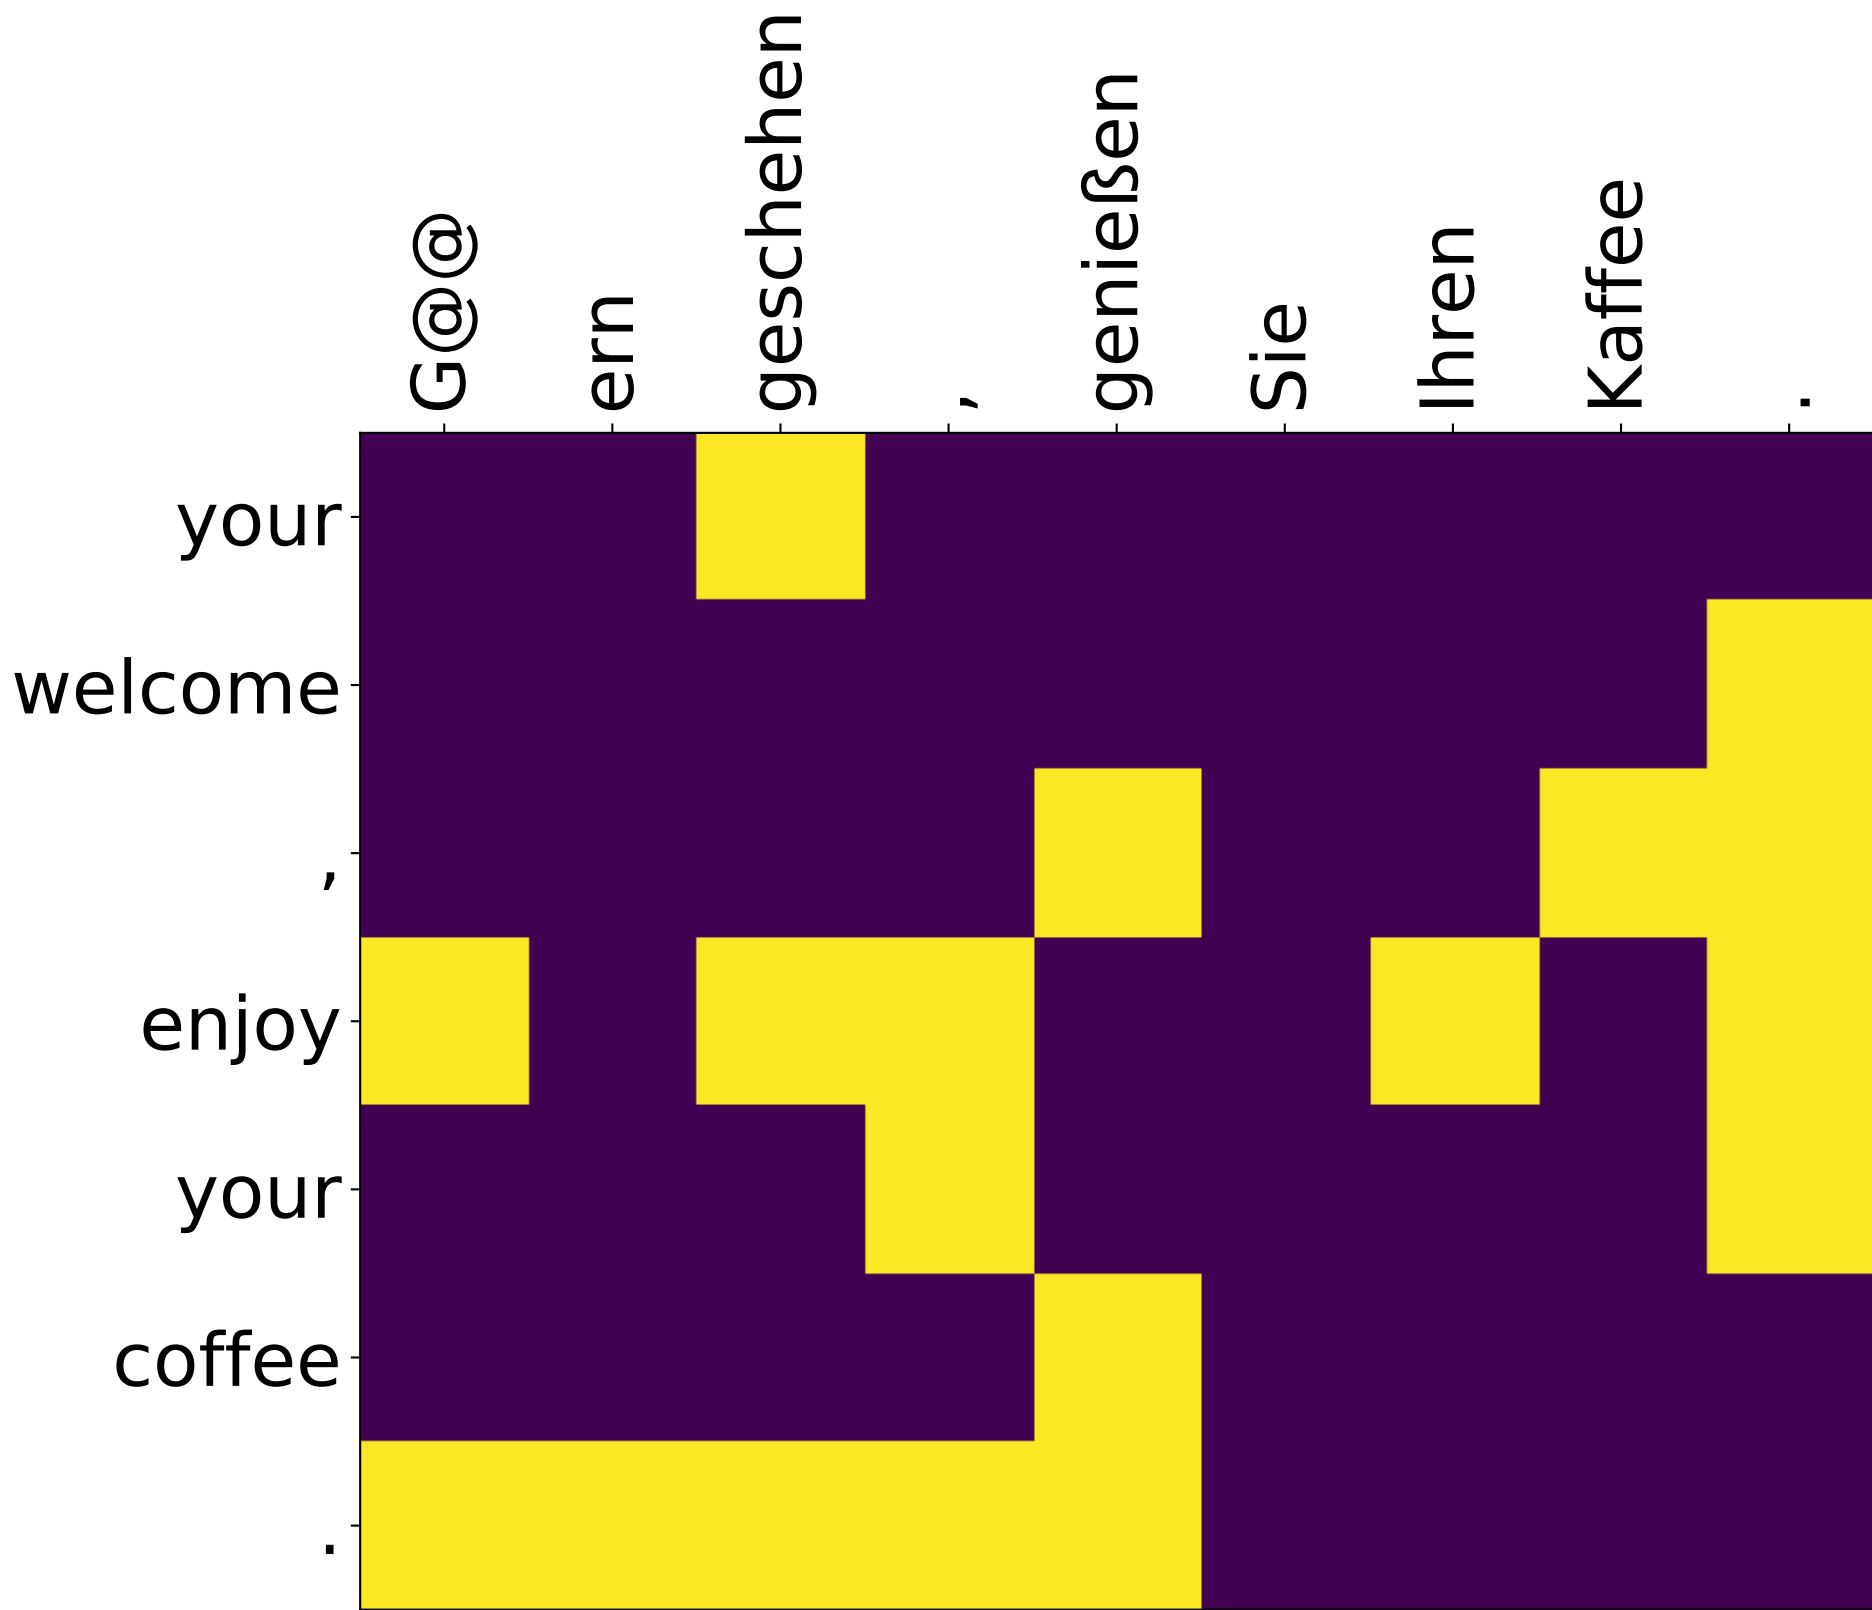 G@@
ern
geschehen
,
genießen
Sie
Ihren
Kaffee
.
your
welcome
,
enjoy
your
coffee
.